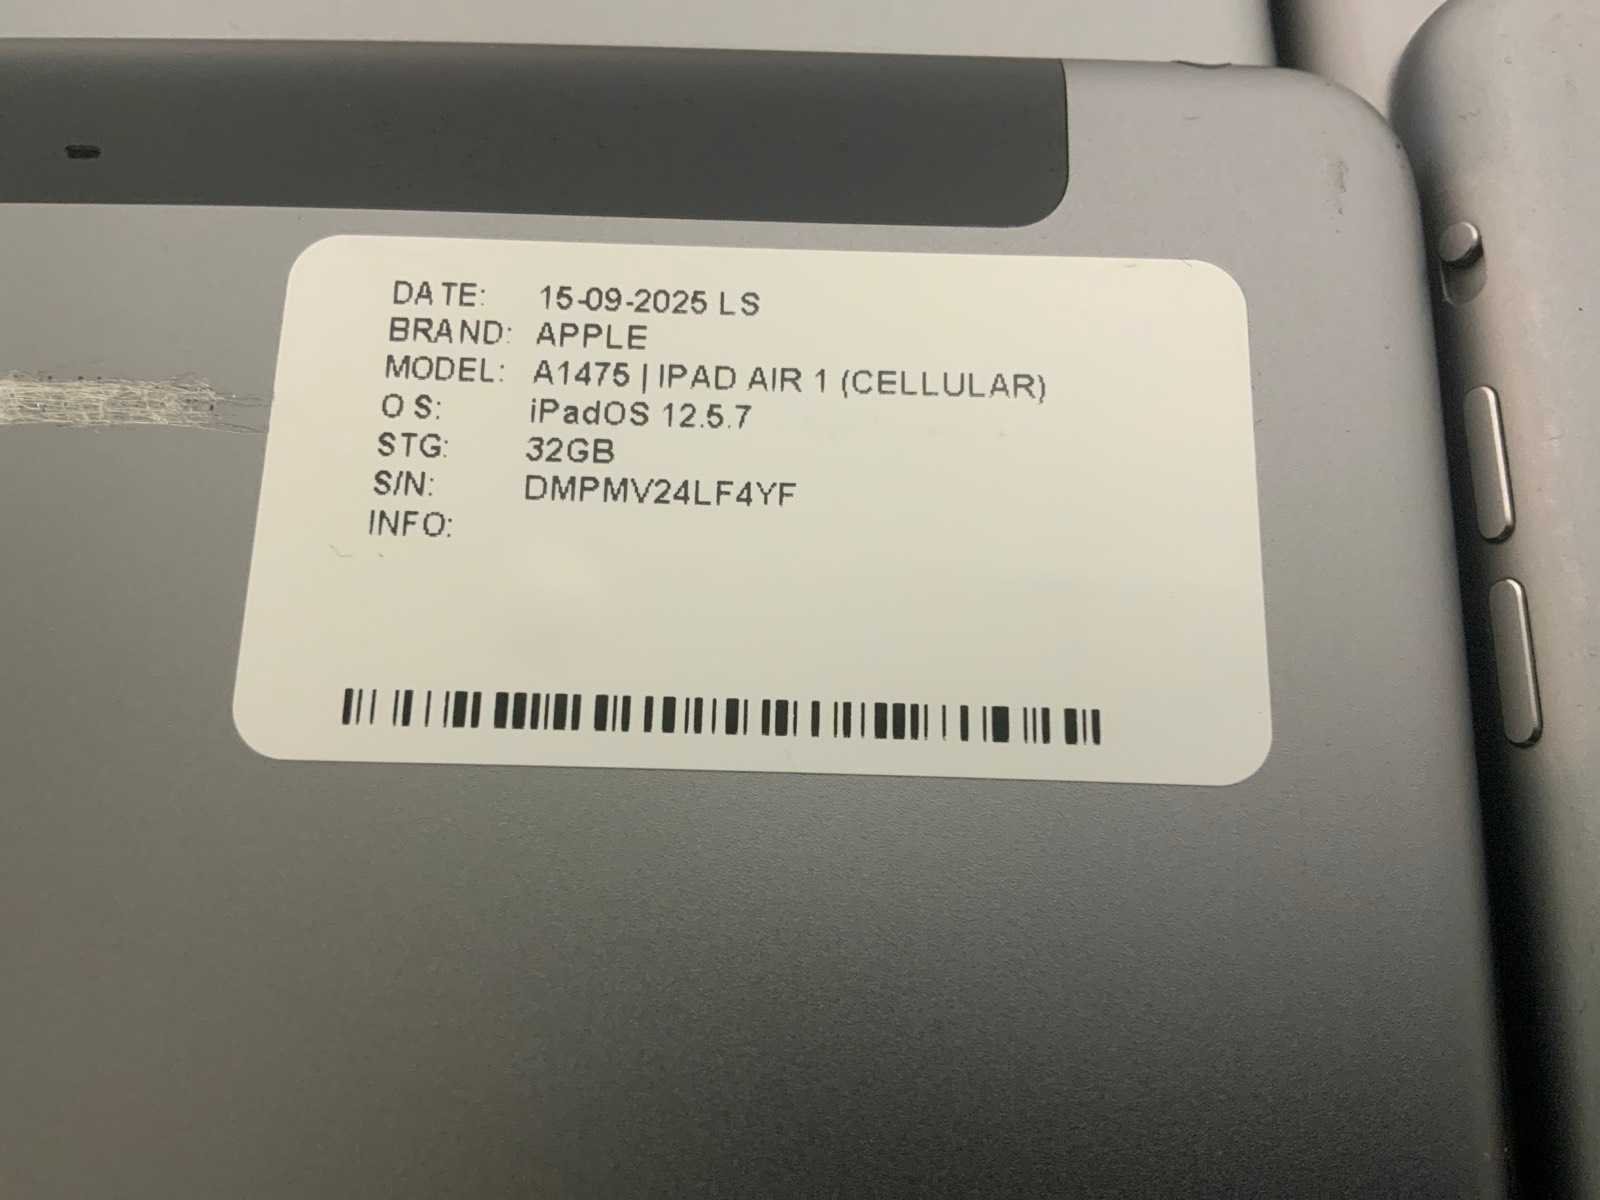 DATE: 15-09-2025 LS
BRAND: APPLE
MODEL: A1475 | IPAD AIR 1 (CELLULAR)
OS: iPadOS 12.5.7
STG: 32GB
S/N: DMPMV24LF4YF
INFO: